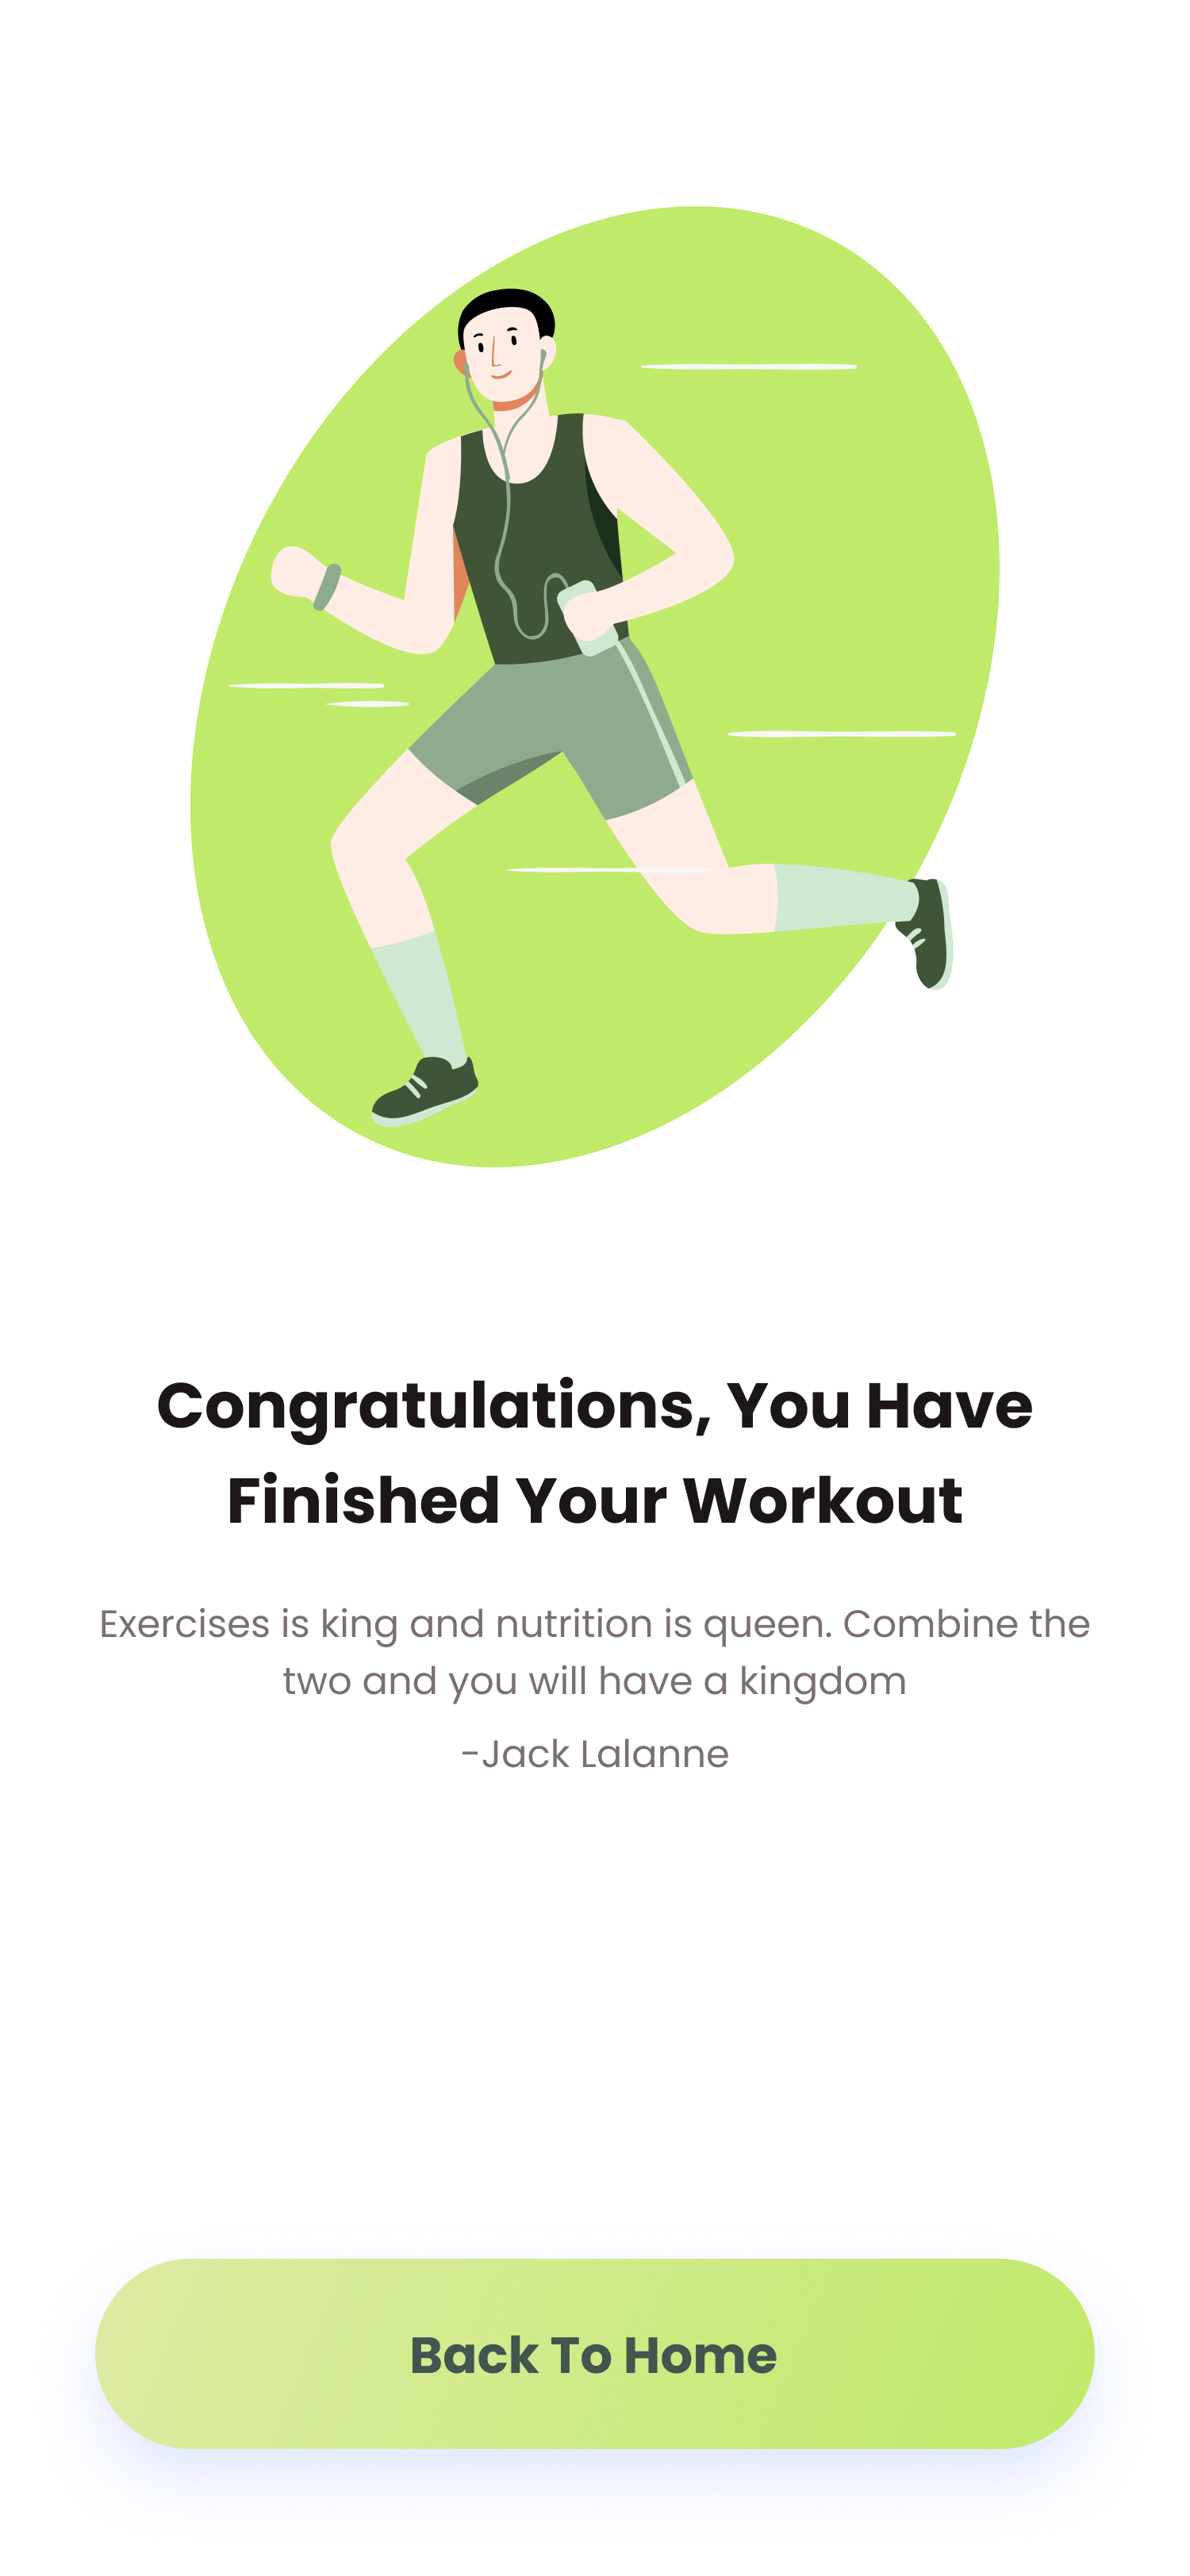 Congratulations, You Have
Finished Your Workout
Exercises is king and nutrition is queen. Combine the
two and you will have a kingdom
-Jack Lalanne
Back To Home